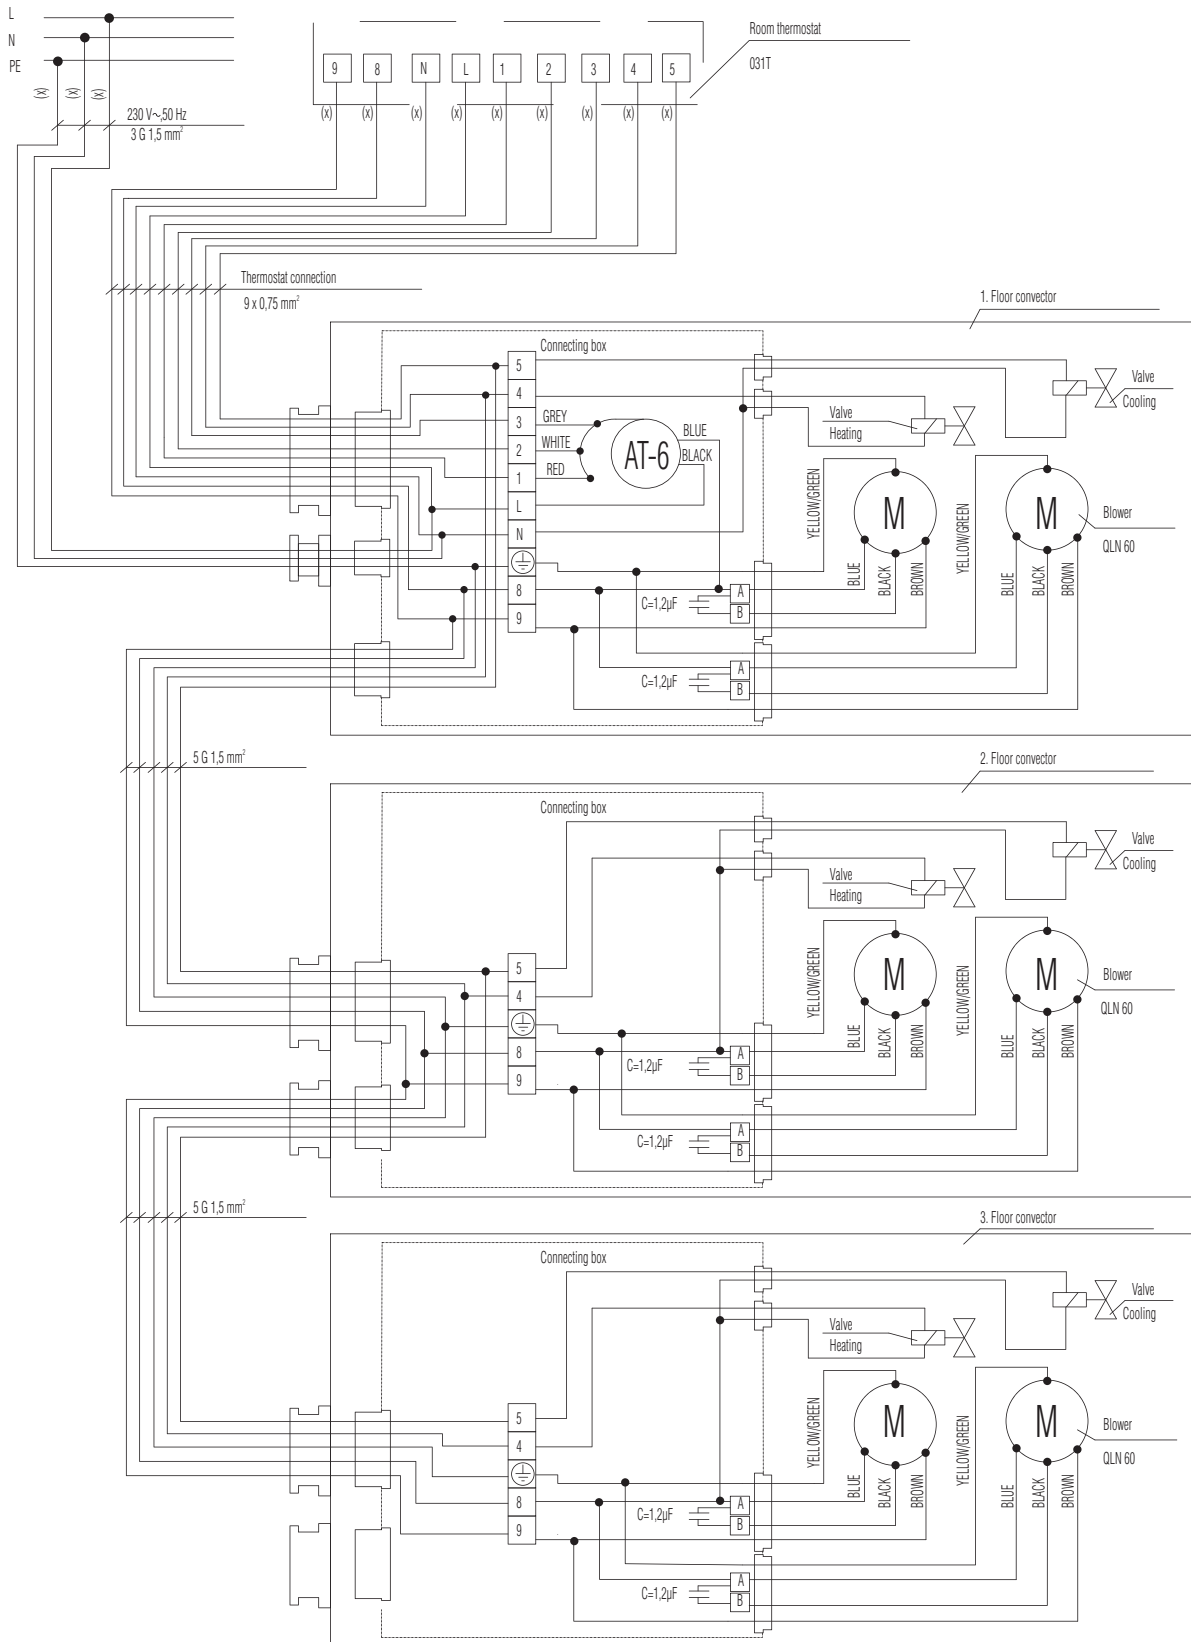 L
N
PE
(x) (x) (x)
230 V~,50 Hz
3 G 1,5 mm²
9 8 N L 1 2 3 4 5
(x) (x) (x) (x) (x) (x) (x) (x) (x)
Room thermostat
031T
Thermostat connection
9 x 0,75 mm²
1. Floor convector
Connecting box
5
4
3
2
1
L
N
8
9
GREY
WHITE
RED
AT-6
BLUE
BLACK
Valve
Cooling
Valve
Heating
YELLOW/GREEN
M
BLUE
BLACK
BROWN
YELLOW/GREEN
M
BLUE
BLACK
BROWN
Blower
QLN 60
C=1,2µF
A
B
C=1,2µF
A
B
5 G 1,5 mm²
2. Floor convector
Connecting box
5
4
8
9
Valve
Cooling
Valve
Heating
YELLOW/GREEN
M
BLUE
BLACK
BROWN
YELLOW/GREEN
M
BLUE
BLACK
BROWN
Blower
QLN 60
C=1,2µF
A
B
C=1,2µF
A
B
5 G 1,5 mm²
3. Floor convector
Connecting box
5
4
8
9
Valve
Cooling
Valve
Heating
YELLOW/GREEN
M
BLUE
BLACK
BROWN
YELLOW/GREEN
M
BLUE
BLACK
BROWN
Blower
QLN 60
C=1,2µF
A
B
C=1,2µF
A
B